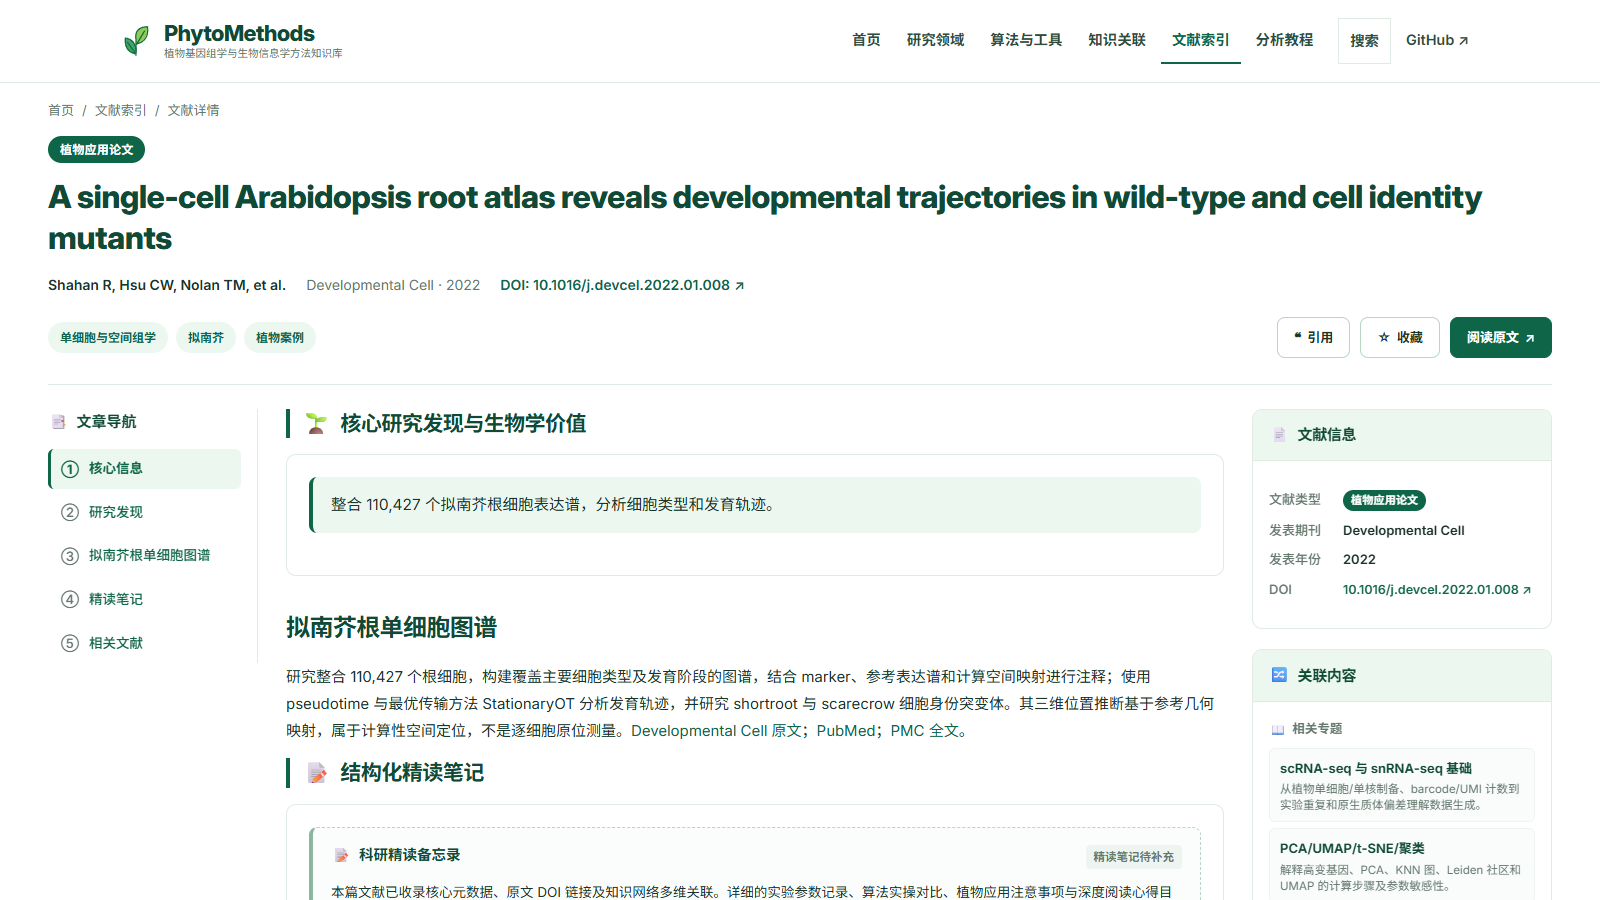 PhytoMethods
植物基因组学与生物信息学方法知识库
首页 研究领域 算法与工具 知识关联 文献索引 分析教程 搜索 GitHub ↗
首页 / 文献索引 / 文献详情
植物应用论文
A single-cell Arabidopsis root atlas reveals developmental trajectories in wild-type and cell identity
mutants
Shahan R, Hsu CW, Nolan TM, et al. Developmental Cell · 2022 DOI: 10.1016/j.devcel.2022.01.008 ↗
单细胞与空间组学 拟南芥 植物案例
❝ 引用 ☆ 收藏 阅读原文 ↗
文章导航
① 核心信息
② 研究发现
③ 拟南芥根单细胞图谱
④ 精读笔记
⑤ 相关文献
核心研究发现与生物学价值
整合 110,427 个拟南芥根细胞表达谱，分析细胞类型和发育轨迹。
拟南芥根单细胞图谱
研究整合 110,427 个根细胞，构建覆盖主要细胞类型及发育阶段的图谱，结合 marker、参考表达谱和计算空间映射进行注释；使用
pseudotime 与最优传输方法 StationaryOT 分析发育轨迹，并研究 shortroot 与 scarecrow 细胞身份突变体。其三维位置推断基于参考几何
映射，属于计算性空间定位，不是逐细胞原位测量。Developmental Cell 原文；PubMed；PMC 全文。
结构化精读笔记
科研精读备忘录
精读笔记待补充
本篇文献已收录核心元数据、原文 DOI 链接及知识网络多维关联。详细的实验参数记录、算法实操对比、植物应用注意事项与深度阅读心得目
文献信息
文献类型 植物应用论文
发表期刊 Developmental Cell
发表年份 2022
DOI 10.1016/j.devcel.2022.01.008 ↗
关联内容
相关专题
scRNA-seq 与 snRNA-seq 基础
从植物单细胞/单核制备、barcode/UMI 计数到
实验重复和原生质体偏差理解数据生成。
PCA/UMAP/t-SNE/聚类
解释高变基因、PCA、KNN 图、Leiden 社区和
UMAP 的计算步骤及参数敏感性。